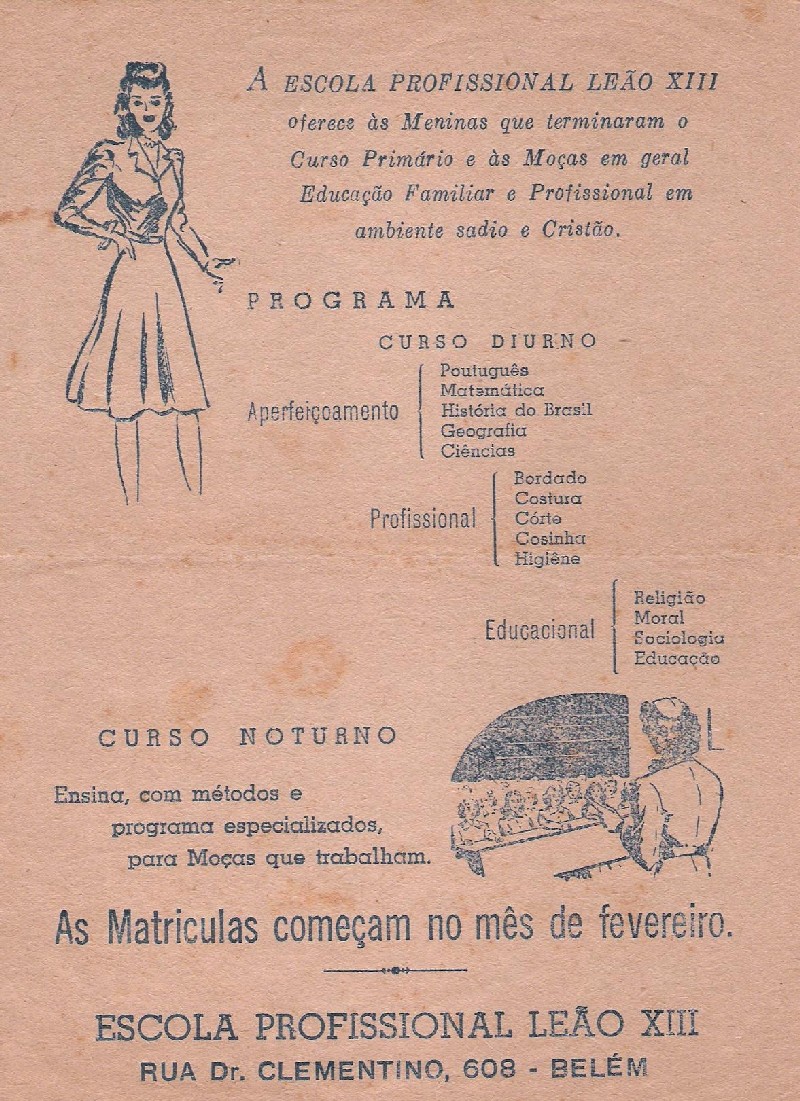 A ESCOLA PROFISSIONAL LEÃO XIII
oferece às Meninas que terminaram o
Curso Primário e às Moças em geral
Educação Familiar e Profissional em
ambiente sadio e Cristão.
PROGRAMA
CURSO DIURNO
Aperfeiçoamento
Poutuguês
Matemática
História do Brasil
Geografia
Ciências
Profissional
Bordado
Costura
Córte
Cosinha
Higiêne
Educacional
Religião
Moral
Sociologia
Educação
CURSO NOTURNO
Ensina, com métodos e
programa especializados,
para Moças que trabalham.
As Matriculas começam no mês de fevereiro.
ESCOLA PROFISSIONAL LEÃO XIII
RUA Dr. CLEMENTINO, 608 - BELÉM